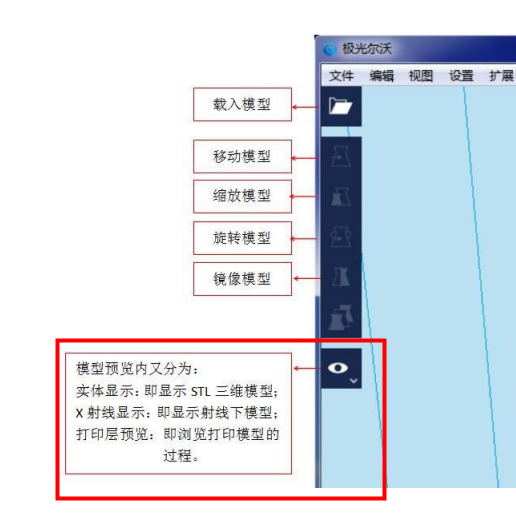 极光尔沃
文件 编辑 视图 设置 扩展
载入模型
移动模型
缩放模型
旋转模型
镜像模型
模型预览内又分为：
实体显示：即显示 STL 三维模型；
X 射线显示：即显示射线下模型；
打印层预览：即浏览打印模型的
过程。